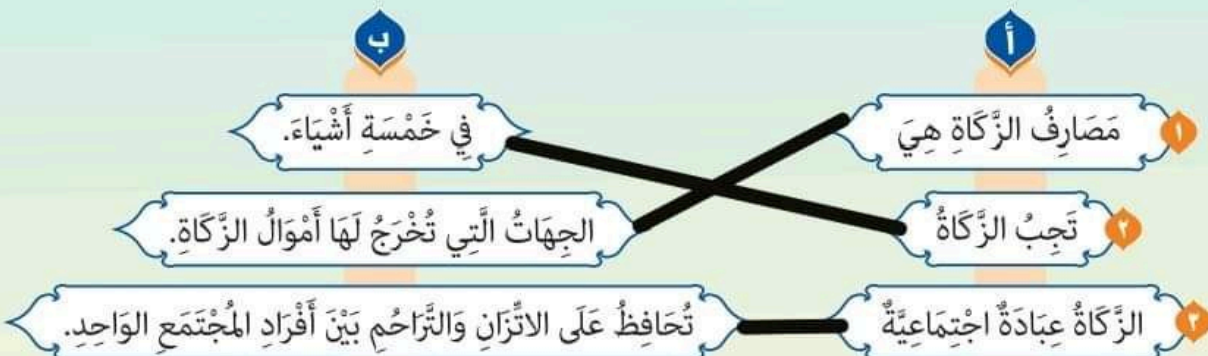 أ ب
١ مَصَارِفُ الزَّكَاةِ هِيَ فِي خَمْسَةِ أَشْيَاءَ.
٢ تَجِبُ الزَّكَاةُ الجِهَاتُ الَّتِي تُخْرَجُ لَهَا أَمْوَالُ الزَّكَاةِ.
٣ الزَّكَاةُ عِبَادَةٌ اجْتِمَاعِيَّةٌ تُحَافِظُ عَلَى الاتِّزَانِ وَالتَّرَاحُمِ بَيْنَ أَفْرَادِ المُجْتَمَعِ الوَاحِدِ.